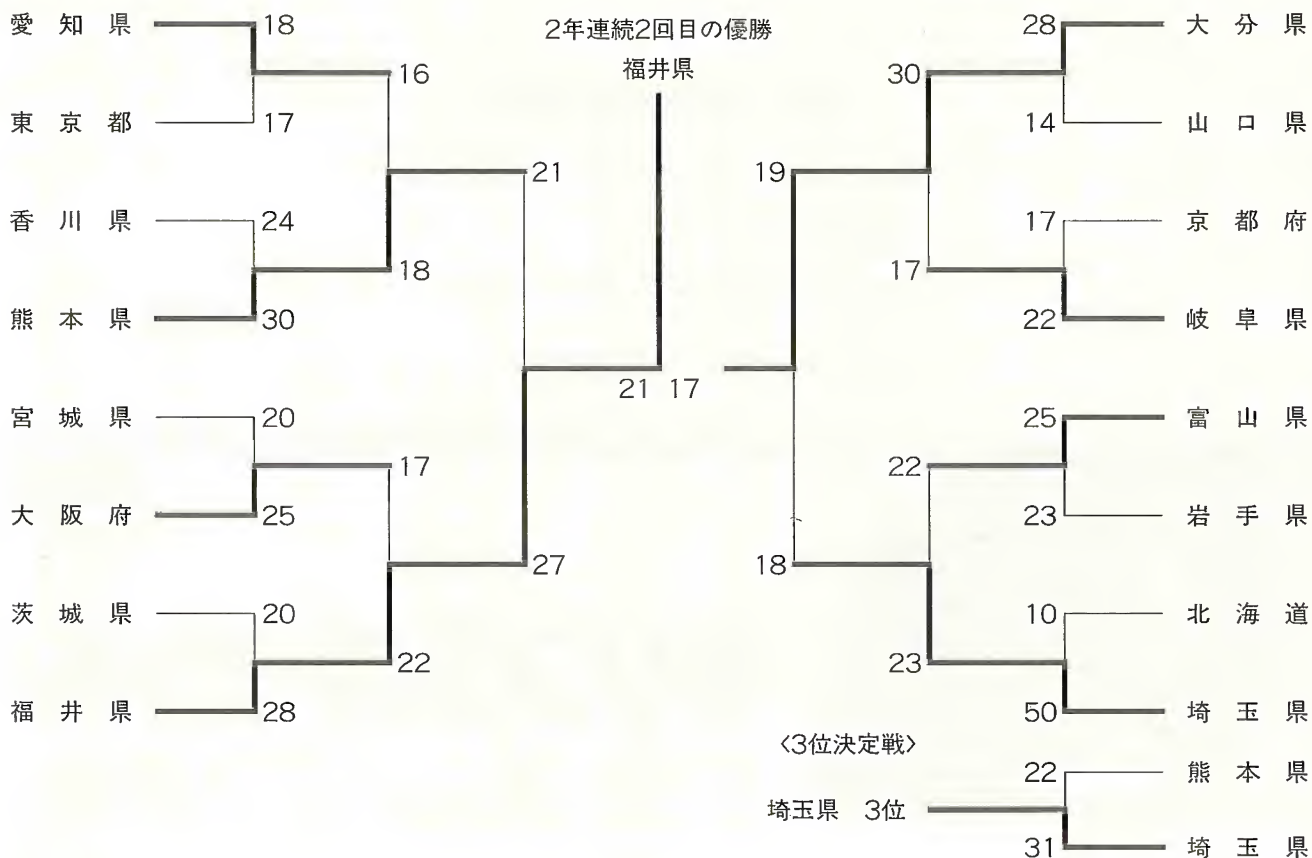 2年連続2回目の優勝
福井県
愛知県 18
16
東京都 17
21
香川県 24
18
熊本県 30
宮城県 20
17
大阪府 25
27
茨城県 20
22
福井県 28
21 17
28 大分県
30
14 山口県
19
17 京都府
17
22 岐阜県
25 富山県
22
23 岩手県
18
10 北海道
23
50 埼玉県
〈3位決定戦〉
22 熊本県
埼玉県 3位
31 埼玉県